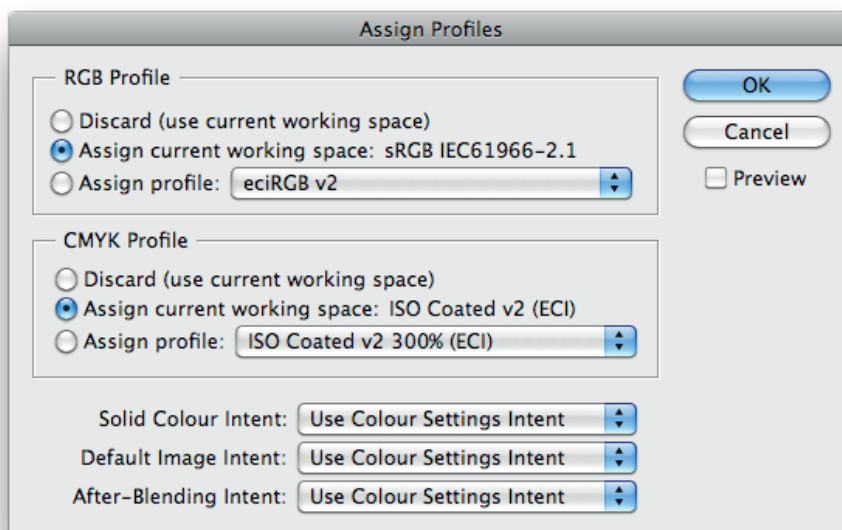 Assign Profiles
RGB Profile
Discard (use current working space)
Assign current working space: sRGB IEC61966-2.1
Assign profile: eciRGB v2
OK
Cancel
Preview
CMYK Profile
Discard (use current working space)
Assign current working space: ISO Coated v2 (ECI)
Assign profile: ISO Coated v2 300% (ECI)
Solid Colour Intent: Use Colour Settings Intent
Default Image Intent: Use Colour Settings Intent
After-Blending Intent: Use Colour Settings Intent